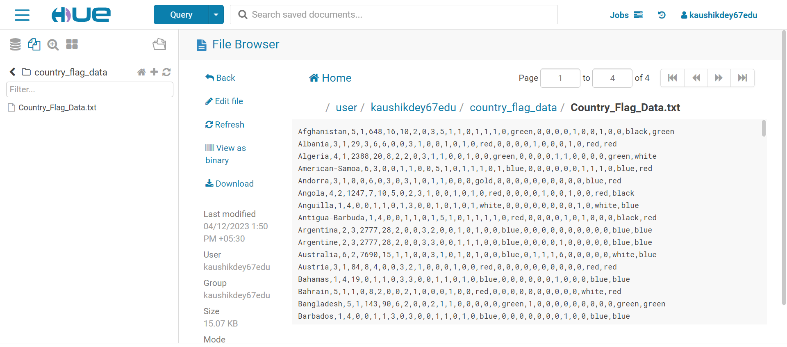 HUE
Query
Search saved documents...
Jobs
kaushikdey67edu
country_flag_data
Filter...
Country_Flag_Data.txt
File Browser
Back
Edit file
Refresh
View as
binary
Download
Last modified
04/12/2023 1:50
PM +05:30
User
kaushikdey67edu
Group
kaushikdey67edu
Size
15.07 KB
Mode
Home
Page 1 to 4 of 4
/ user / kaushikdey67edu / country_flag_data / Country_Flag_Data.txt
Afghanistan,5,1,648,16,10,2,0,3,5,1,1,0,1,1,1,0,green,0,0,0,0,1,0,0,1,0,0,black,green
Albania,3,1,29,3,6,6,0,0,3,1,0,0,1,0,1,0,red,0,0,0,0,1,0,0,0,1,0,red,red
Algeria,4,1,2388,20,8,2,2,0,3,1,1,0,0,1,0,0,green,0,0,0,0,1,1,0,0,0,0,green,white
American-Samoa,6,3,0,0,1,1,0,0,5,1,0,1,1,1,0,1,blue,0,0,0,0,0,0,1,1,1,0,blue,red
Andorra,3,1,0,0,6,0,3,0,3,1,0,1,1,0,0,0,gold,0,0,0,0,0,0,0,0,0,0,blue,red
Angola,4,2,1247,7,10,5,0,2,3,1,0,0,1,0,1,0,red,0,0,0,0,1,0,0,1,0,0,red,black
Anguilla,1,4,0,0,1,1,0,1,3,0,0,1,0,1,0,1,white,0,0,0,0,0,0,0,0,1,0,white,blue
Antigua-Barbuda,1,4,0,0,1,1,0,1,5,1,0,1,1,1,1,0,red,0,0,0,0,1,0,1,0,0,0,black,red
Argentine,2,3,2777,28,2,0,0,3,2,0,0,1,0,1,0,0,blue,0,0,0,0,0,0,0,0,0,0,blue,blue
Argentine,2,3,2777,28,2,0,0,3,3,0,0,1,1,1,0,0,blue,0,0,0,0,1,0,0,0,0,0,blue,blue
Australia,6,2,7690,15,1,1,0,0,3,1,0,1,0,1,0,0,blue,0,1,1,1,6,0,0,0,0,0,white,blue
Austria,3,1,84,8,4,0,0,3,2,1,0,0,0,1,0,0,red,0,0,0,0,0,0,0,0,0,0,red,red
Bahamas,1,4,19,0,1,1,0,3,3,0,0,1,1,0,1,0,blue,0,0,0,0,0,0,1,0,0,0,blue,blue
Bahrain,5,1,1,0,8,2,0,0,2,1,0,0,0,1,0,0,red,0,0,0,0,0,0,0,0,0,0,white,red
Bangladesh,5,1,143,90,6,2,0,0,2,1,1,0,0,0,0,0,green,1,0,0,0,0,0,0,0,0,0,green,green
Barbados,1,4,0,0,1,1,3,0,3,0,0,1,1,0,1,0,blue,0,0,0,0,0,0,0,1,0,0,blue,blue